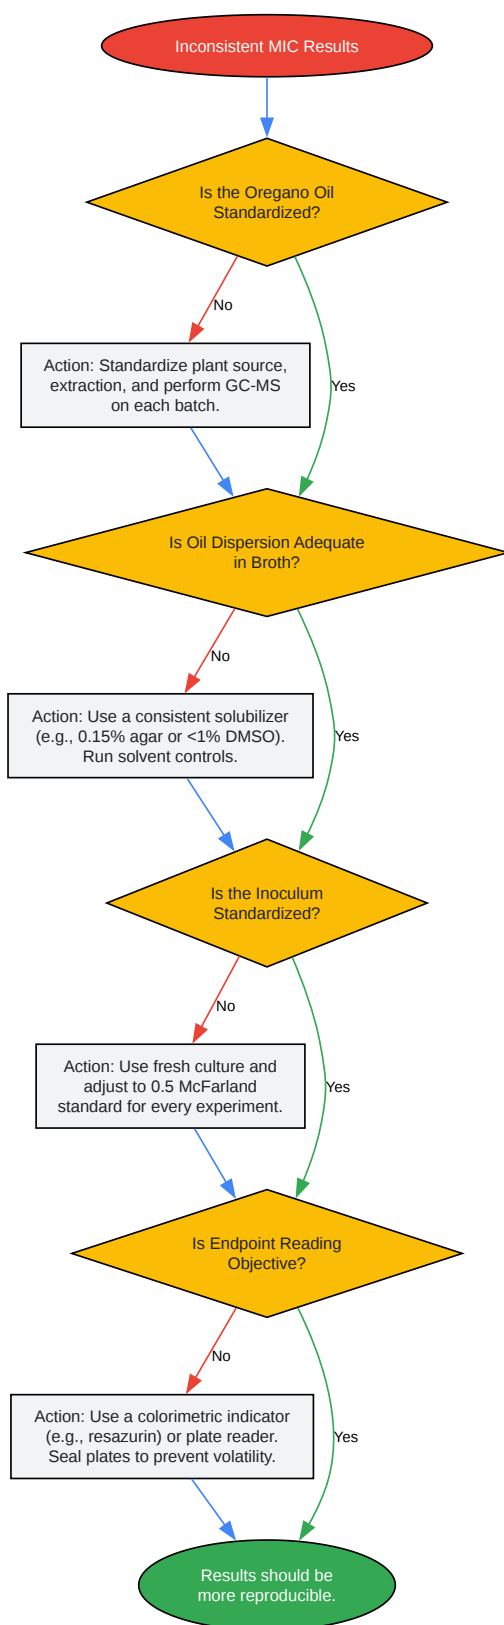 Inconsistent MIC Results
Is the Oregano Oil
Standardized?
No
Yes
Action: Standardize plant source,
extraction, and perform GC-MS
on each batch.
Is Oil Dispersion Adequate
in Broth?
No
Yes
Action: Use a consistent solubilizer
(e.g., 0.15% agar or <1% DMSO).
Run solvent controls.
Is the Inoculum
Standardized?
No
Yes
Action: Use fresh culture and
adjust to 0.5 McFarland
standard for every experiment.
Is Endpoint Reading
Objective?
No
Yes
Action: Use a colorimetric indicator
(e.g., resazurin) or plate reader.
Seal plates to prevent volatility.
Results should be
more reproducible.